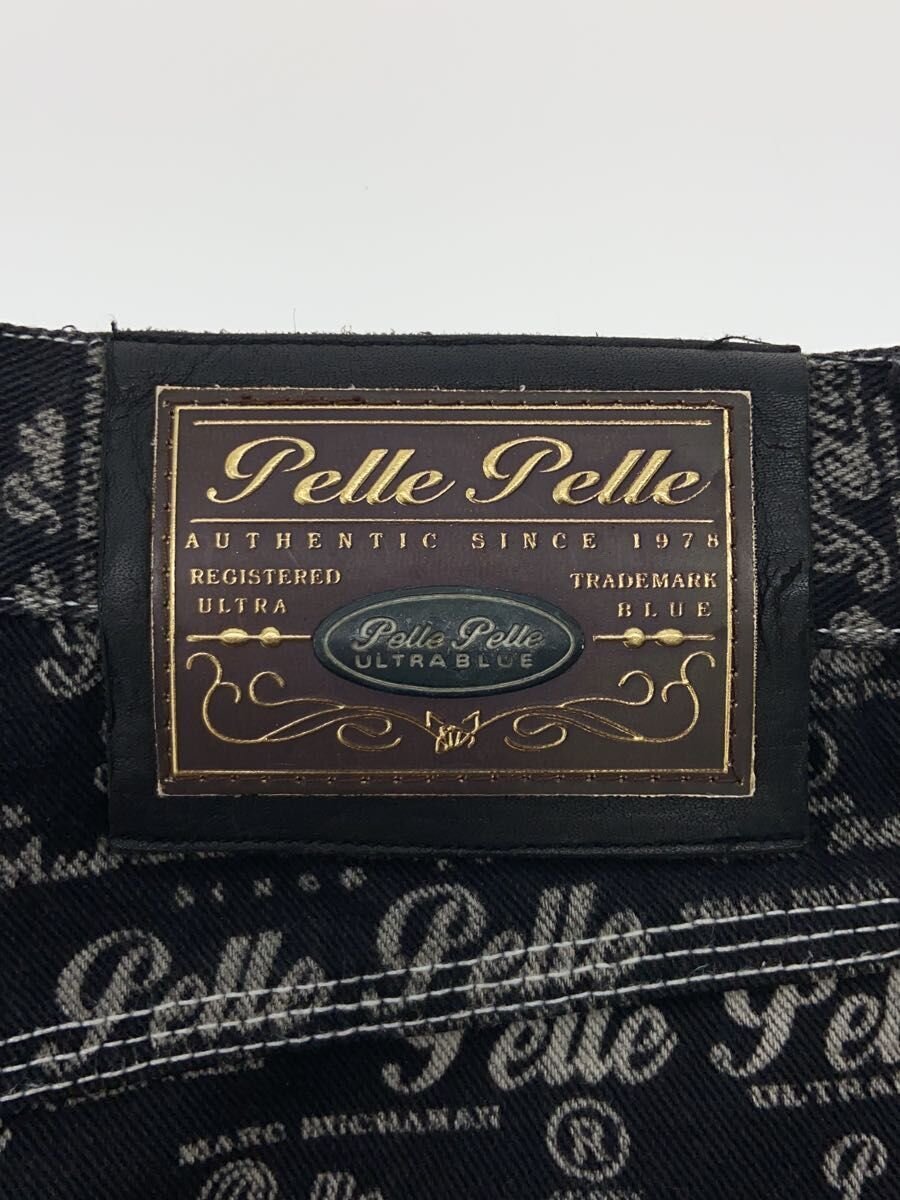 Pelle Pelle
AUTHENTIC SINCE 1978
REGISTERED TRADEMARK
ULTRA BLUE
Pelle Pelle
ULTRA BLUE
SINCE
Pelle Pelle
Pelle
ULTRA
MARC BUCHANAN
®